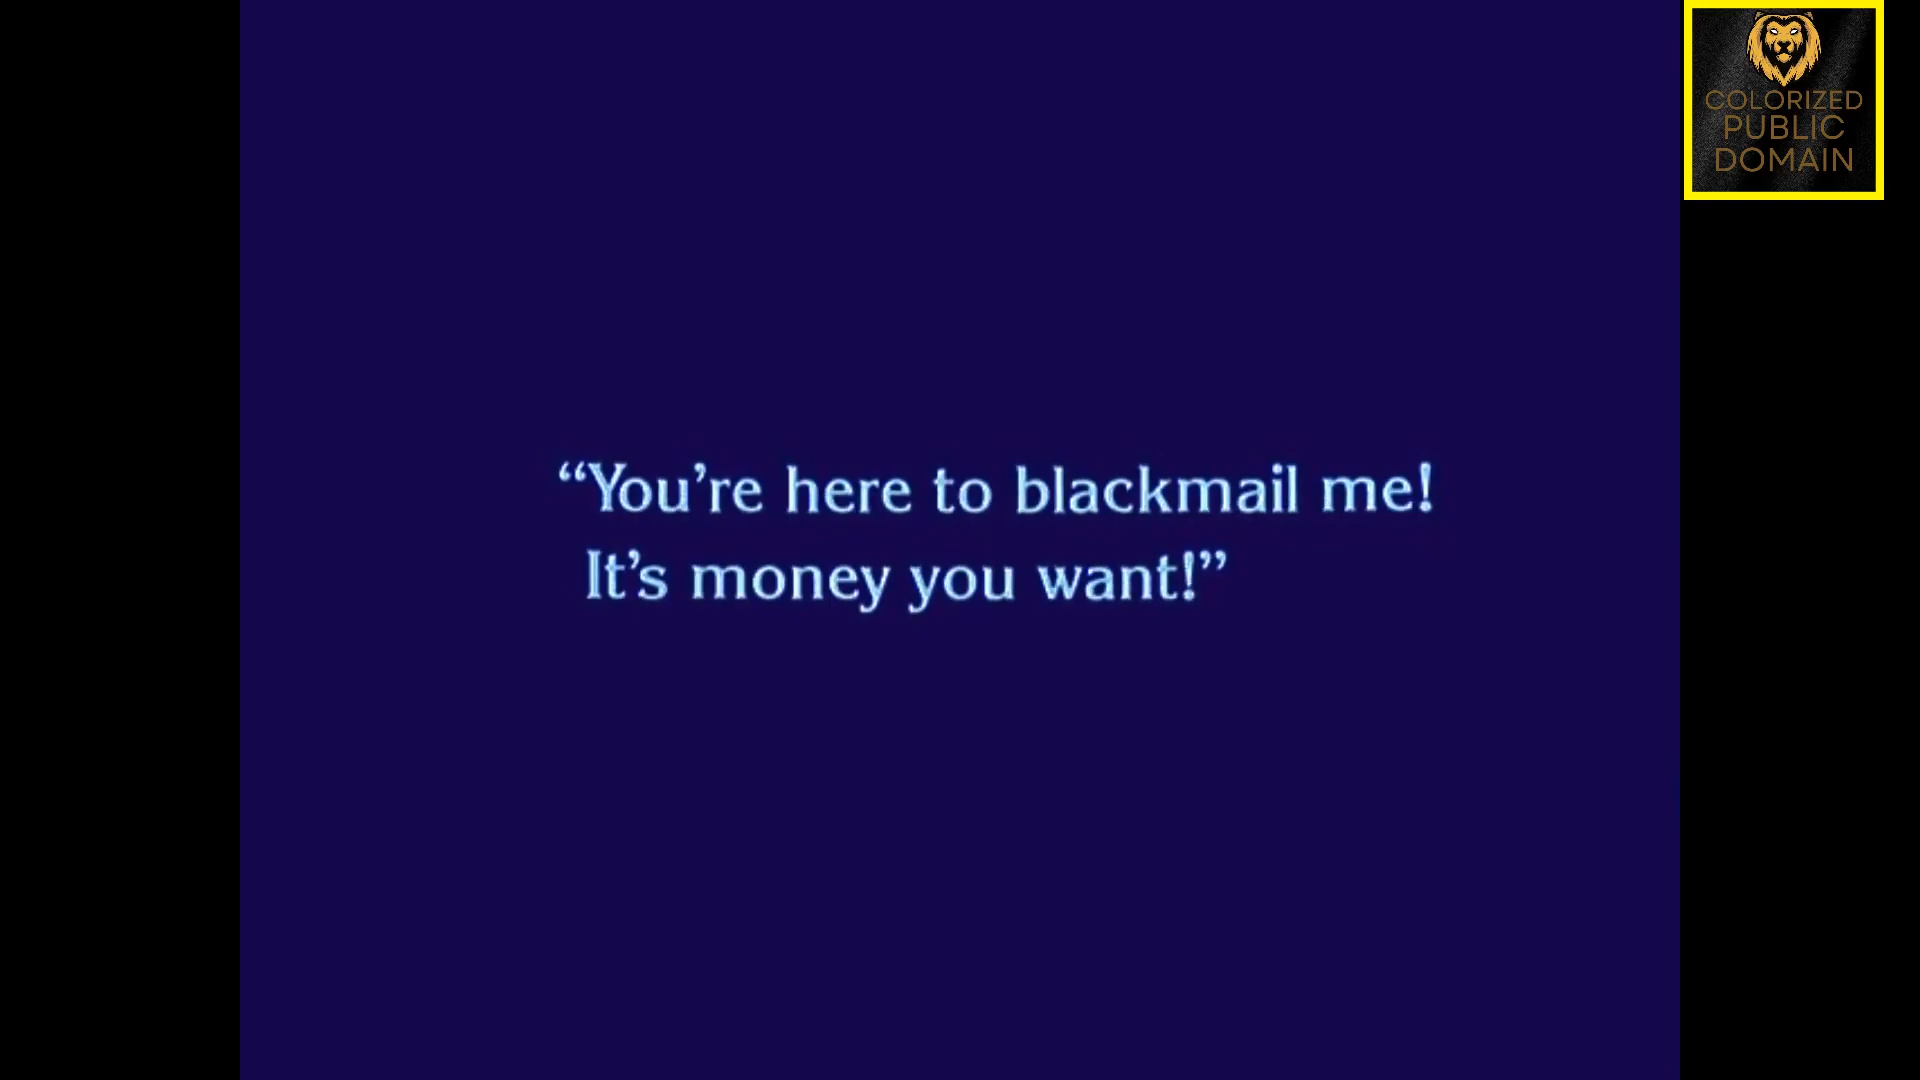 COLORIZED
PUBLIC
DOMAIN
“You’re here to blackmail me!
It’s money you want!”